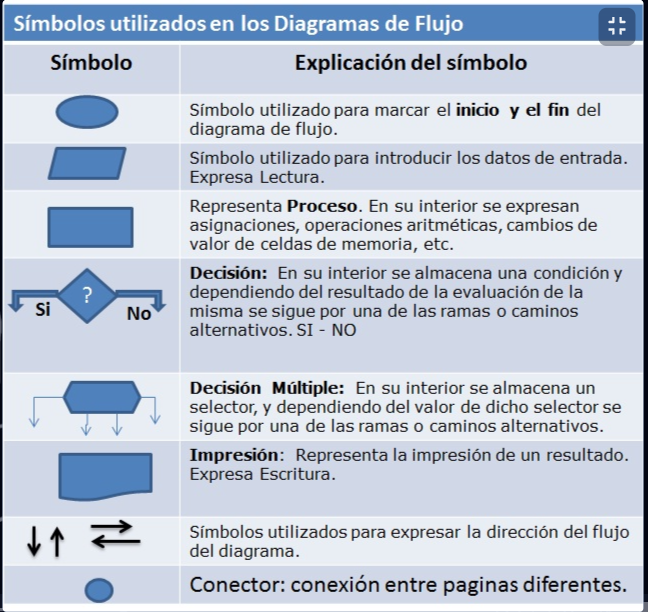 Símbolos utilizados en los Diagramas de Flujo
Símbolo
Explicación del símbolo
Símbolo utilizado para marcar el inicio y el fin del
diagrama de flujo.
Símbolo utilizado para introducir los datos de entrada.
Expresa Lectura.
Representa Proceso. En su interior se expresan
asignaciones, operaciones aritméticas, cambios de
valor de celdas de memoria, etc.
?
Si
No
Decisión: En su interior se almacena una condición y
dependiendo del resultado de la evaluación de la
misma se sigue por una de las ramas o caminos
alternativos. SI - NO
Decisión Múltiple: En su interior se almacena un
selector, y dependiendo del valor de dicho selector se
sigue por una de las ramas o caminos alternativos.
Impresión: Representa la impresión de un resultado.
Expresa Escritura.
Símbolos utilizados para expresar la dirección del flujo
del diagrama.
Conector: conexión entre paginas diferentes.